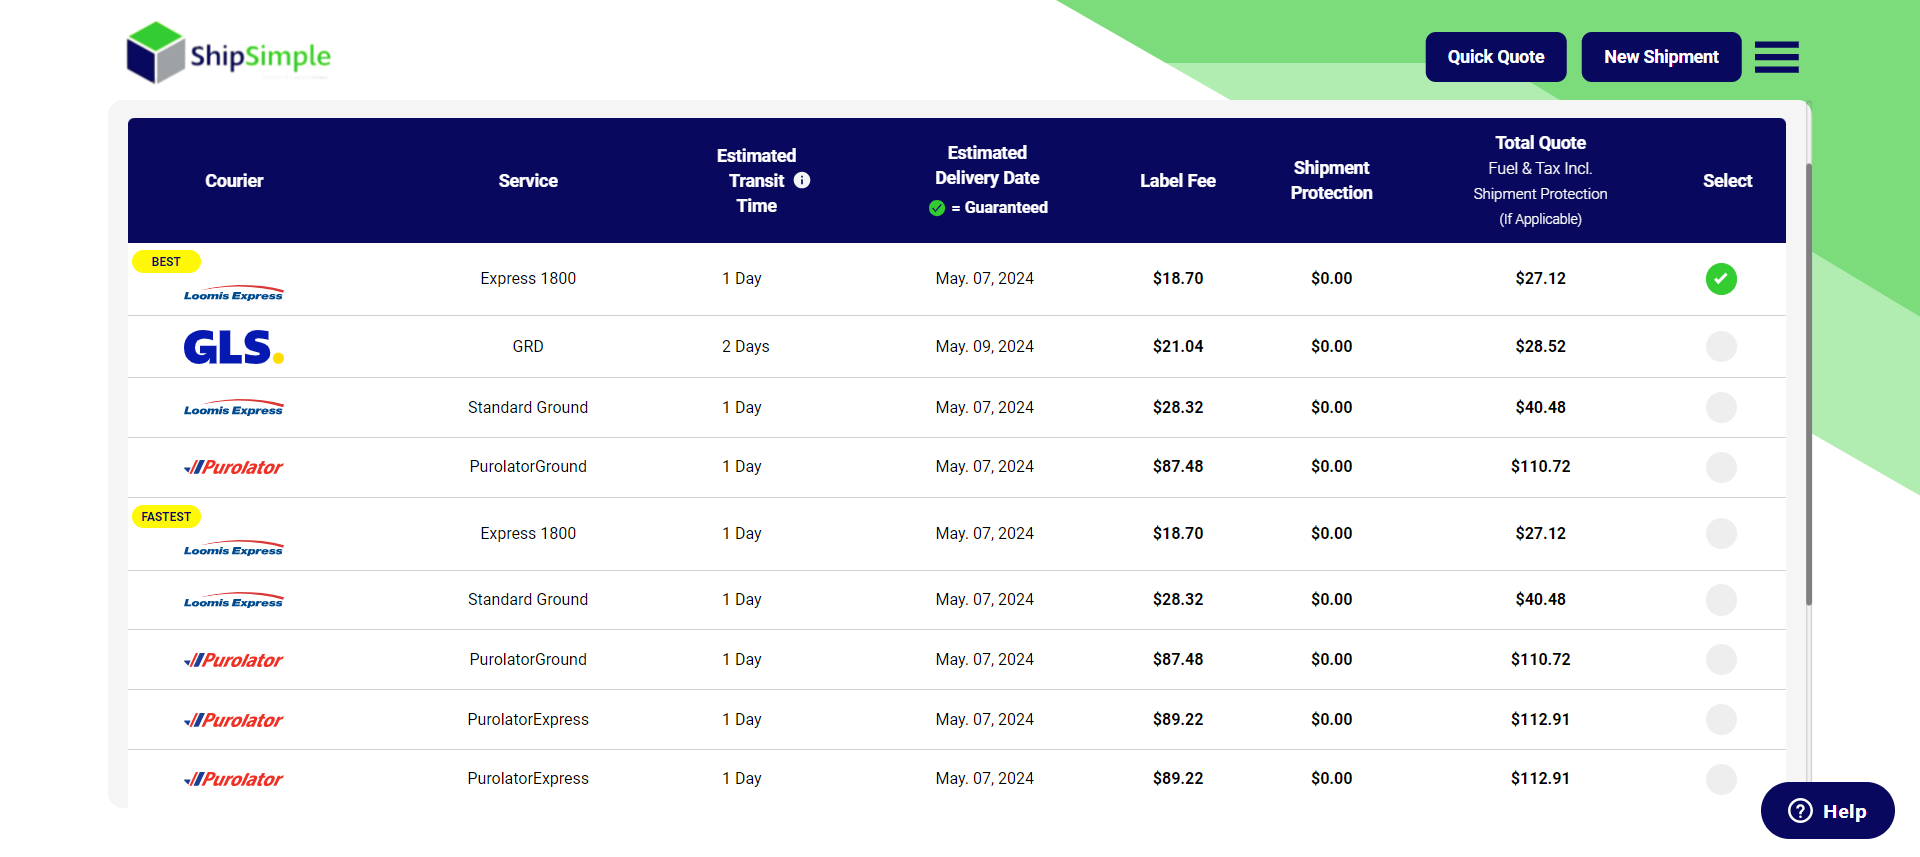 ShipSimple
Quick Quote
New Shipment
Courier
Service
Estimated
Transit
Time
Estimated
Delivery Date
= Guaranteed
Label Fee
Shipment
Protection
Total Quote
Fuel & Tax Incl.
Shipment Protection
(If Applicable)
Select
BEST
Loomis Express Express 1800 1 Day May. 07, 2024 $18.70 $0.00 $27.12
GLS. GRD 2 Days May. 09, 2024 $21.04 $0.00 $28.52
Loomis Express Standard Ground 1 Day May. 07, 2024 $28.32 $0.00 $40.48
Purolator PurolatorGround 1 Day May. 07, 2024 $87.48 $0.00 $110.72
FASTEST
Loomis Express Express 1800 1 Day May. 07, 2024 $18.70 $0.00 $27.12
Loomis Express Standard Ground 1 Day May. 07, 2024 $28.32 $0.00 $40.48
Purolator PurolatorGround 1 Day May. 07, 2024 $87.48 $0.00 $110.72
Purolator PurolatorExpress 1 Day May. 07, 2024 $89.22 $0.00 $112.91
Purolator PurolatorExpress 1 Day May. 07, 2024 $89.22 $0.00 $112.91
Help